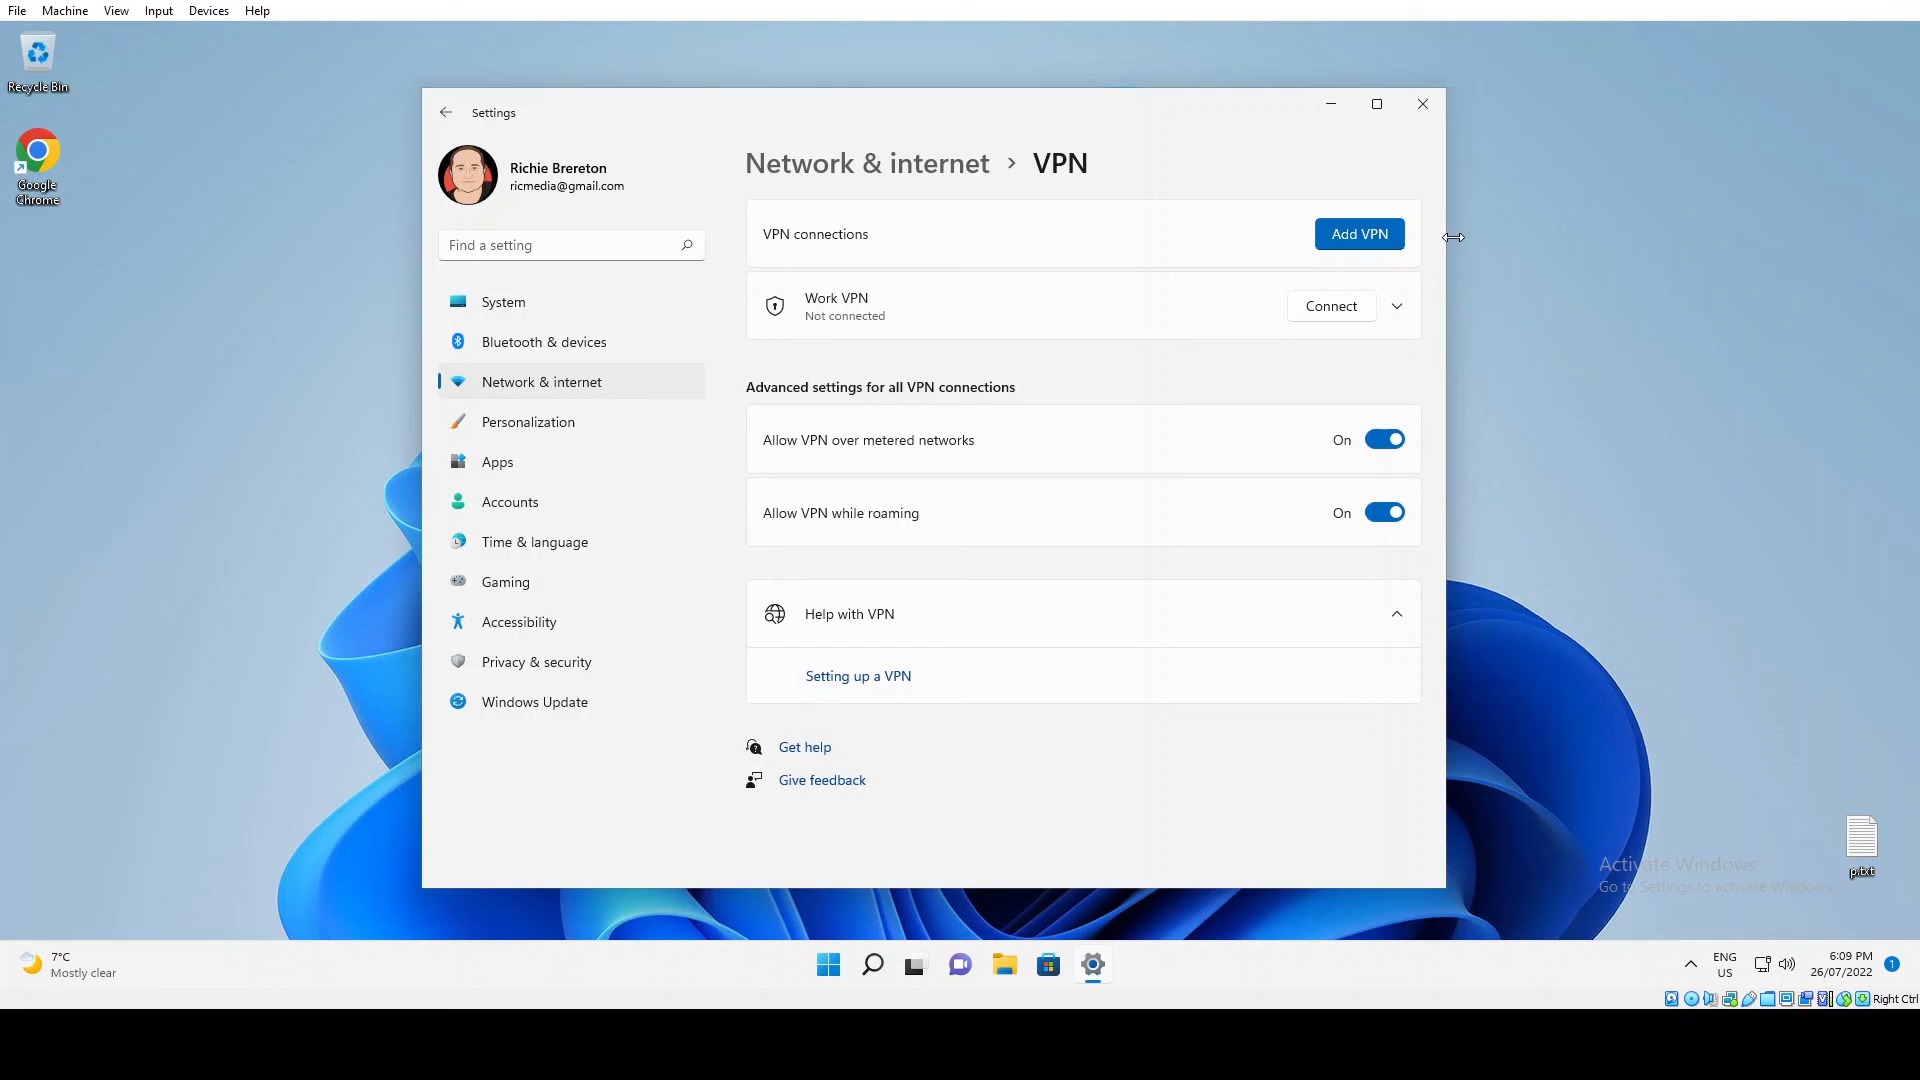 File Machine View Input Devices Help
Recycle Bin
Google
Chrome
Settings
Richie Brereton
ricmedia@gmail.com
Find a setting
System
Bluetooth & devices
Network & internet
Personalization
Apps
Accounts
Time & language
Gaming
Accessibility
Privacy & security
Windows Update
Network & internet > VPN
VPN connections
Add VPN
Work VPN
Not connected
Connect
Advanced settings for all VPN connections
Allow VPN over metered networks
On
Allow VPN while roaming
On
Help with VPN
Setting up a VPN
Get help
Give feedback
Activate Windows
Go to Settings to activate Windows.
p.txt
7°C
Mostly clear
ENG
US
6:09 PM
26/07/2022
1
Right Ctrl